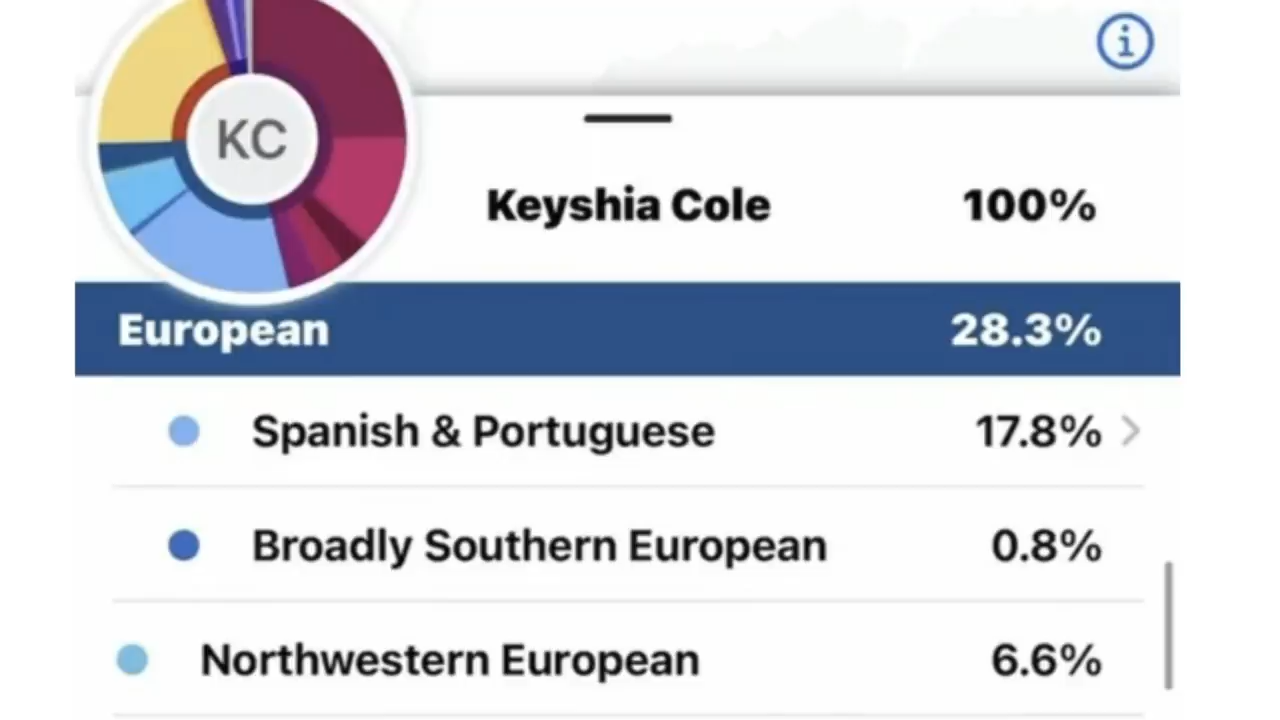 KC
Keyshia Cole 100%
European 28.3%
Spanish & Portuguese 17.8%
Broadly Southern European 0.8%
Northwestern European 6.6%